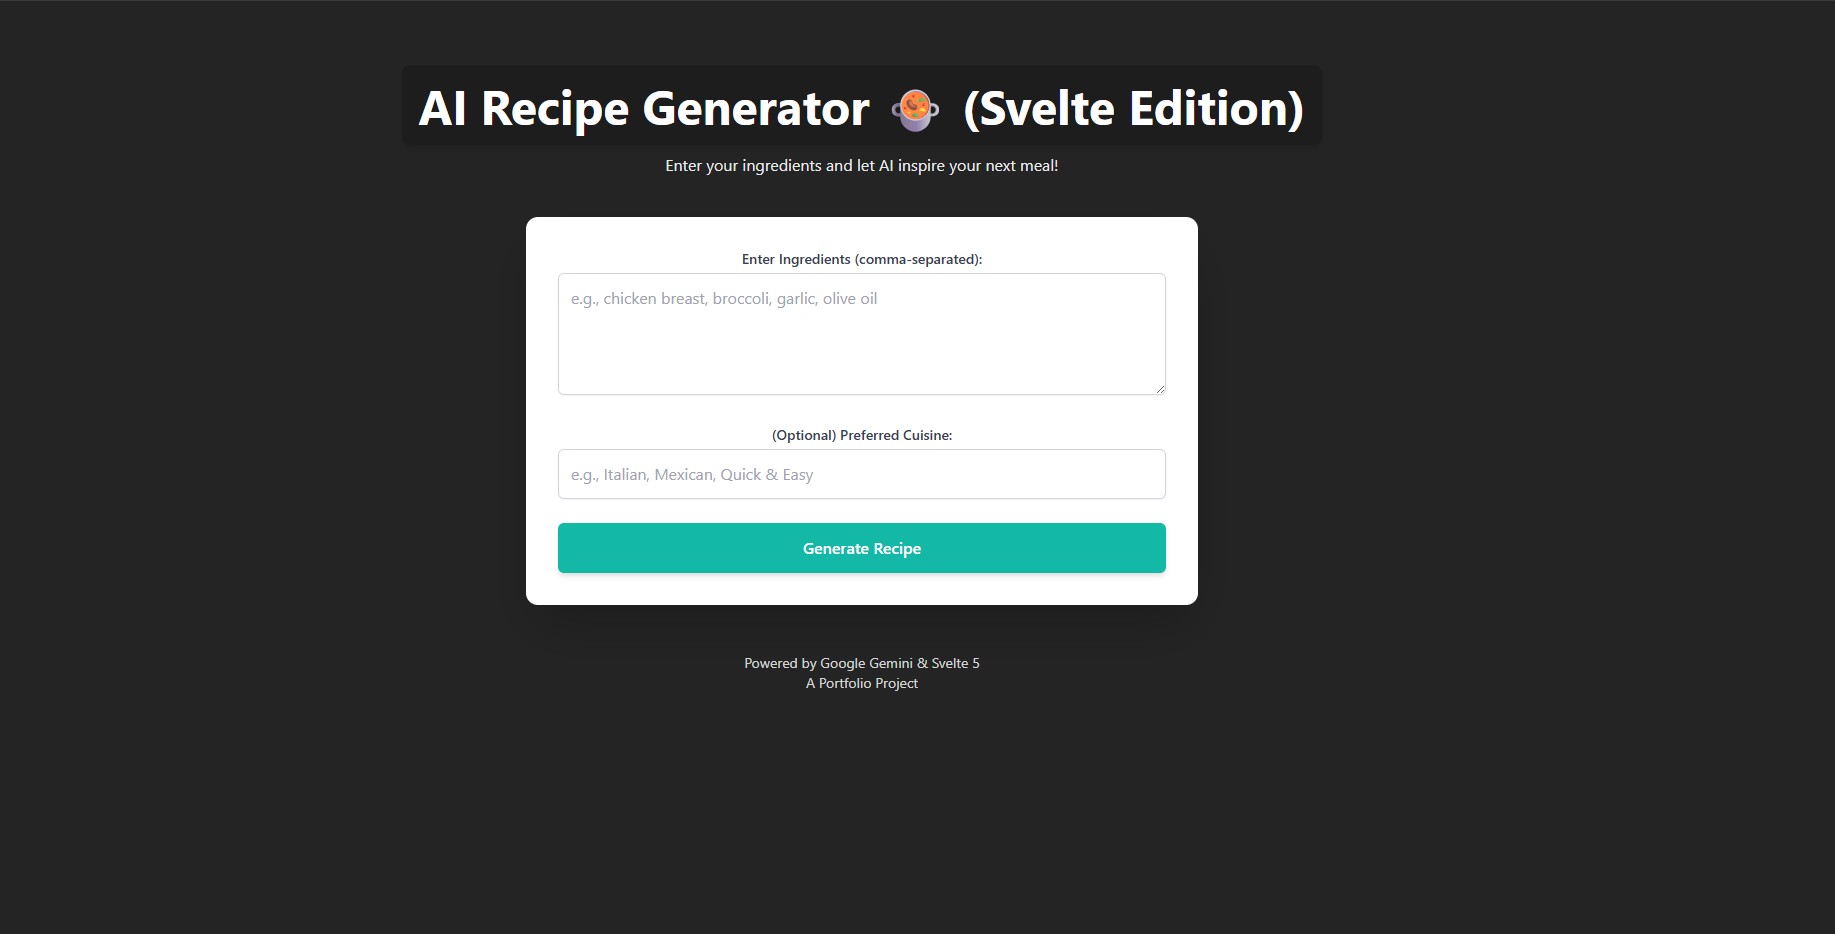 AI Recipe Generator 🍲 (Svelte Edition)
Enter your ingredients and let AI inspire your next meal!
Enter Ingredients (comma-separated):
e.g., chicken breast, broccoli, garlic, olive oil
(Optional) Preferred Cuisine:
e.g., Italian, Mexican, Quick & Easy
Generate Recipe
Powered by Google Gemini & Svelte 5
A Portfolio Project